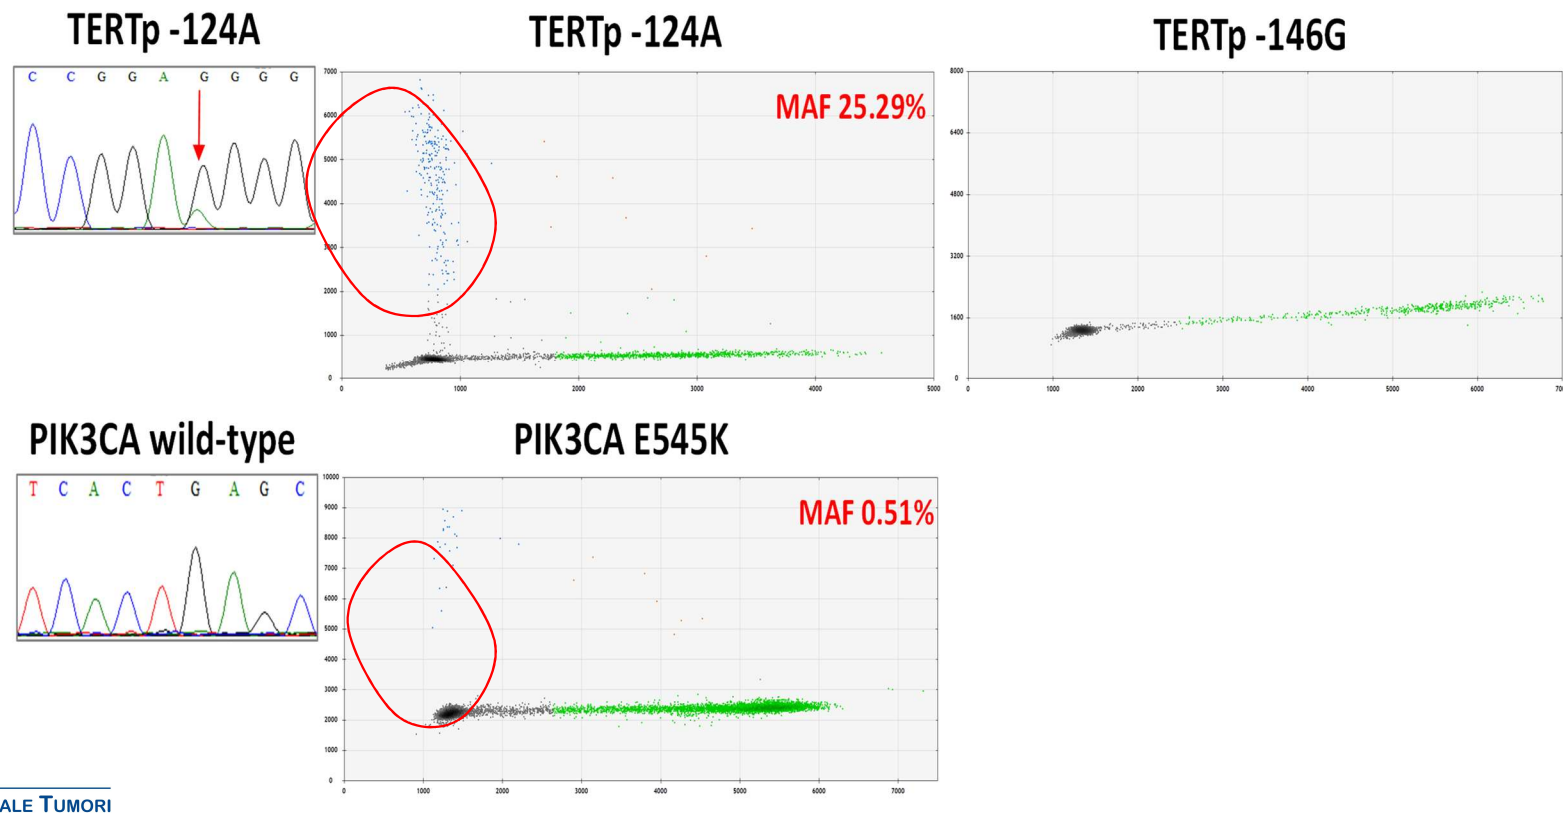 TERTp -124A
TERTp -124A
TERTp -146G
C C G G A G G G G
MAF 25.29%
7000
6000
5000
4000
3000
2000
1000
0
0 1000 2000 3000 4000 5000
8000
6400
4800
3200
1600
0
0 1000 2000 3000 4000 5000 6000 700
PIK3CA wild-type
PIK3CA E545K
T C A C T G A G C
MAF 0.51%
10000
9000
8000
7000
6000
5000
4000
3000
2000
1000
0
0 1000 2000 3000 4000 5000 6000 7000
ALE TUMORI